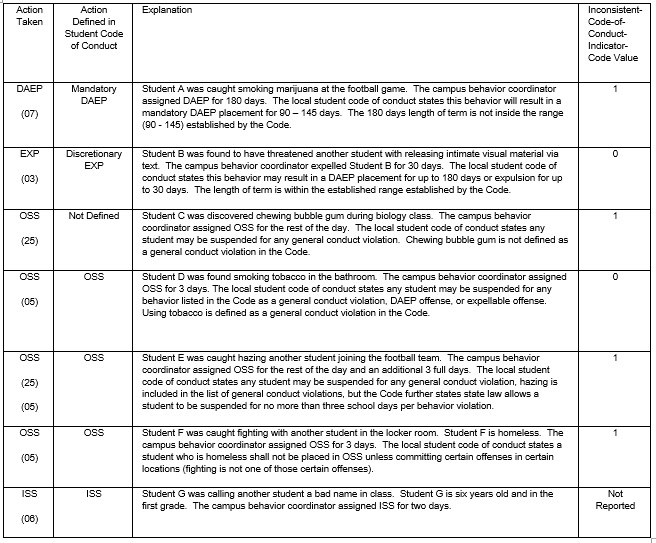 Action
Taken
Action
Defined in
Student Code
of Conduct
Explanation
Inconsistent-
Code-of-
Conduct-
Indicator-
Code Value
DAEP
(07)
Mandatory
DAEP
Student A was caught smoking marijuana at the football game. The campus behavior coordinator
assigned DAEP for 180 days. The local student code of conduct states this behavior will result in a
mandatory DAEP placement for 90 – 145 days. The 180 days length of term is not inside the range
(90 - 145) established by the Code.
1
EXP
(03)
Discretionary
EXP
Student B was found to have threatened another student with releasing intimate visual material via
text. The campus behavior coordinator expelled Student B for 30 days. The local student code of
conduct states this behavior may result in a DAEP placement for up to 180 days or expulsion for up
to 30 days. The length of term is within the established range established by the Code.
0
OSS
(25)
Not Defined
Student C was discovered chewing bubble gum during biology class. The campus behavior
coordinator assigned OSS for the rest of the day. The local student code of conduct states any
student may be suspended for any general conduct violation. Chewing bubble gum is not defined as
a general conduct violation in the Code.
1
OSS
(05)
OSS
Student D was found smoking tobacco in the bathroom. The campus behavior coordinator assigned
OSS for 3 days. The local student code of conduct states any student may be suspended for any
behavior listed in the Code as a general conduct violation, DAEP offense, or expellable offense.
Using tobacco is defined as a general conduct violation in the Code.
0
OSS
(25)
(05)
OSS
Student E was caught hazing another student joining the football team. The campus behavior
coordinator assigned OSS for the rest of the day and an additional 3 full days. The local student
code of conduct states any student may be suspended for any general conduct violation, hazing is
included in the list of general conduct violations, but the Code further states state law allows a
student to be suspended for no more than three school days per behavior violation.
1
OSS
(05)
OSS
Student F was caught fighting with another student in the locker room. Student F is homeless. The
campus behavior coordinator assigned OSS for 3 days. The local student code of conduct states a
student who is homeless shall not be placed in OSS unless committing certain offenses in certain
locations (fighting is not one of those certain offenses).
1
ISS
(06)
ISS
Student G was calling another student a bad name in class. Student G is six years old and in the
first grade. The campus behavior coordinator assigned ISS for two days.
Not
Reported